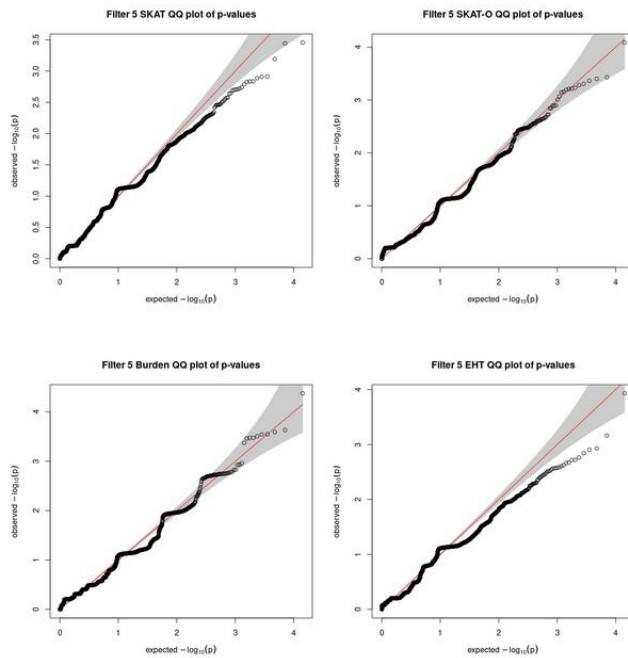 Filter 5 SKAT QQ plot of p-values
observed −log10(p)
3.5
3.0
2.5
2.0
1.5
1.0
0.5
0.0
0 1 2 3 4
expected −log10(p)
Filter 5 SKAT-O QQ plot of p-values
observed −log10(p)
4
3
2
1
0
0 1 2 3 4
expected −log10(p)
Filter 5 Burden QQ plot of p-values
observed −log10(p)
4
3
2
1
0
0 1 2 3 4
expected −log10(p)
Filter 5 EHT QQ plot of p-values
observed −log10(p)
4
3
2
1
0
0 1 2 3 4
expected −log10(p)